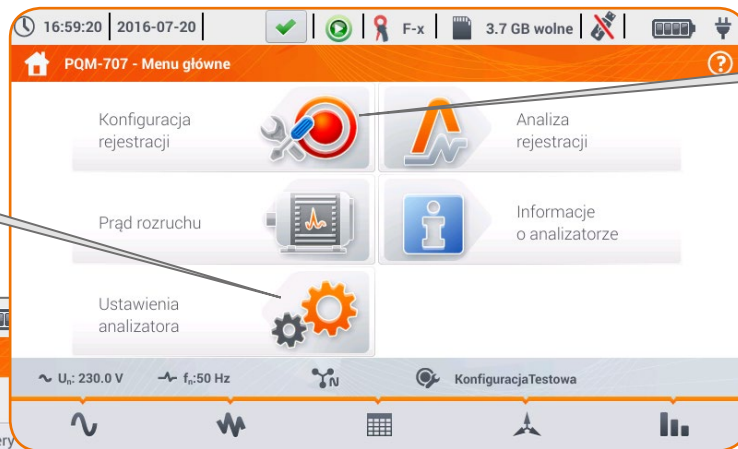 16:59:20 2016-07-20 F-x 3.7 GB wolne
PQM-707 - Menu główne ?
Konfiguracja
rejestracji
Analiza
rejestracji
Prąd rozruchu
Informacje
o analizatorze
Ustawienia
analizatora
Uₙ: 230.0 V fₙ:50 Hz N KonfiguracjaTestowa